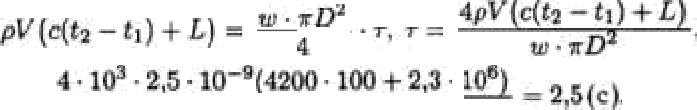 ρV(c(t₂ − t₁) + L) = w · πD²/4 · τ, τ = 4ρV(c(t₂ − t₁) + L)/w · πD²,
4 · 10³ · 2,5 · 10⁻⁹(4200 · 100 + 2,3 · 10⁶) = 2,5 (с)